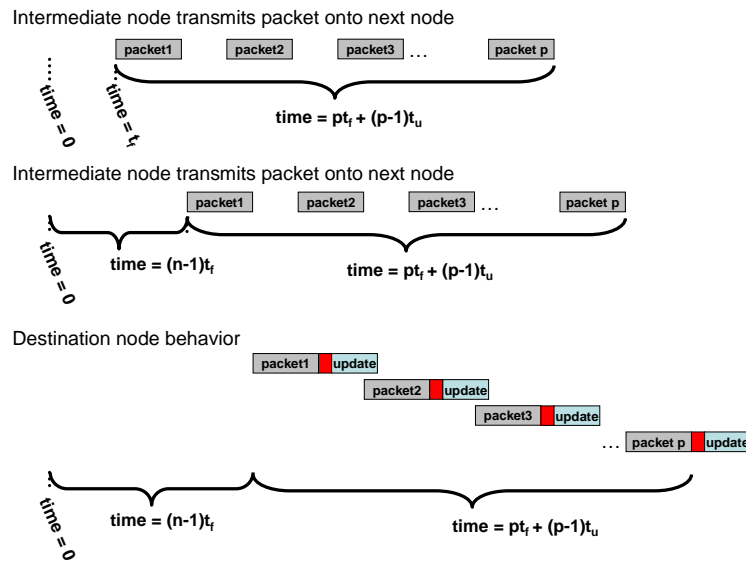 Intermediate node transmits packet onto next node
packet1 packet2 packet3 ... packet p
time = 0
time = tf
time = ptf + (p-1)tu
Intermediate node transmits packet onto next node
packet1 packet2 packet3 ... packet p
time = 0
time = (n-1)tf
time = ptf + (p-1)tu
Destination node behavior
packet1 update
packet2 update
packet3 update
... packet p update
time = 0
time = (n-1)tf
time = ptf + (p-1)tu